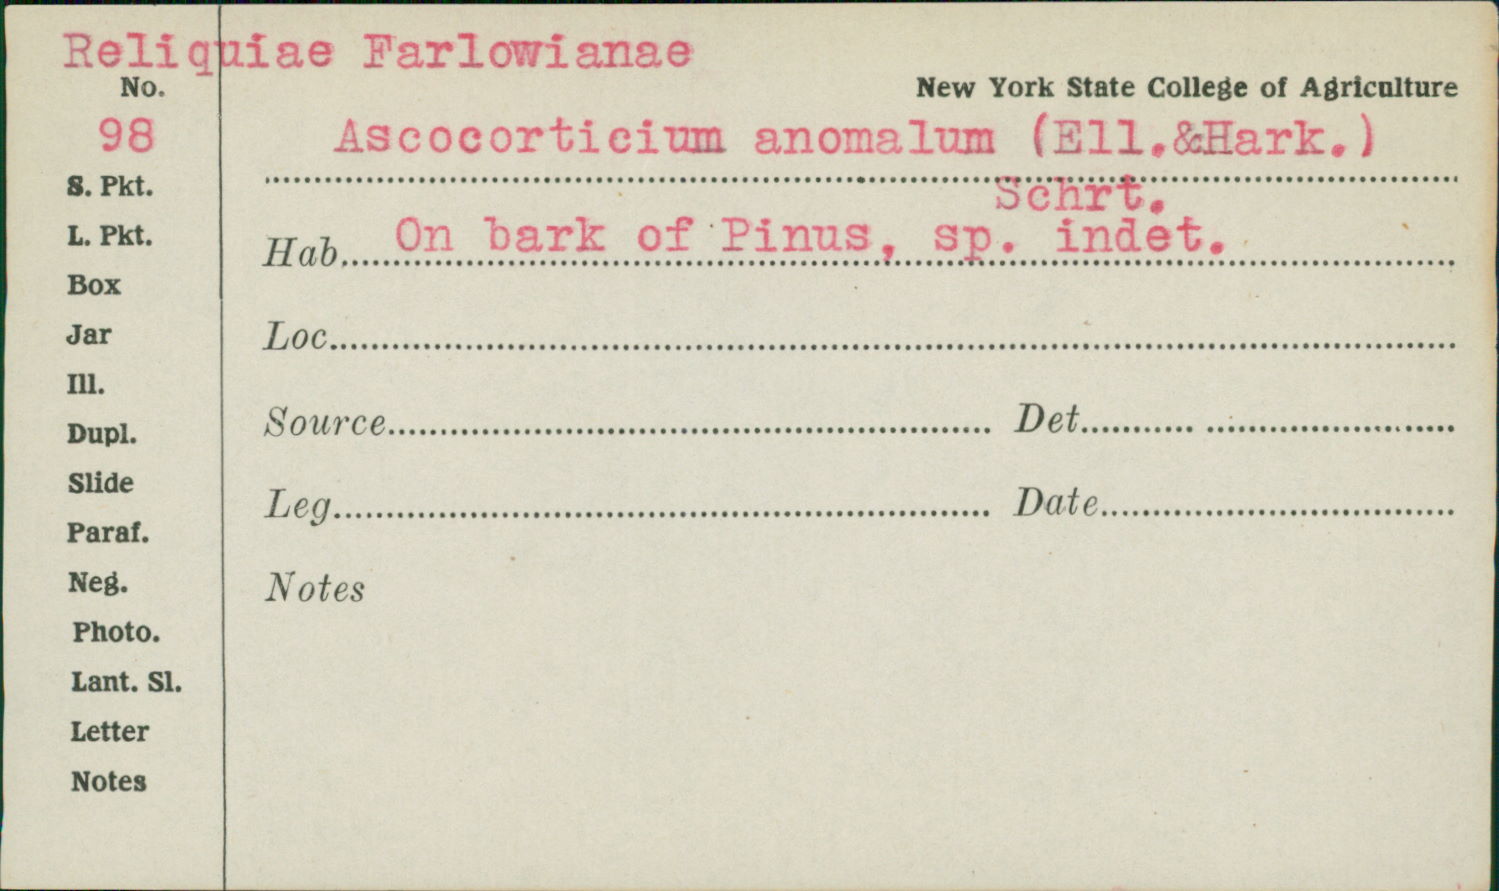 Reliquiae Farlowianae
No.
New York State College of Agriculture
98
Ascocorticium anomalum (Ell.&Hark.)
Schrt.
S. Pkt.
L. Pkt.
Hab. On bark of Pinus, sp. indet.
Box
Jar
Loc.
Ill.
Dupl.
Source
Det.
Slide
Leg.
Date
Paraf.
Neg.
Notes
Photo.
Lant. Sl.
Letter
Notes